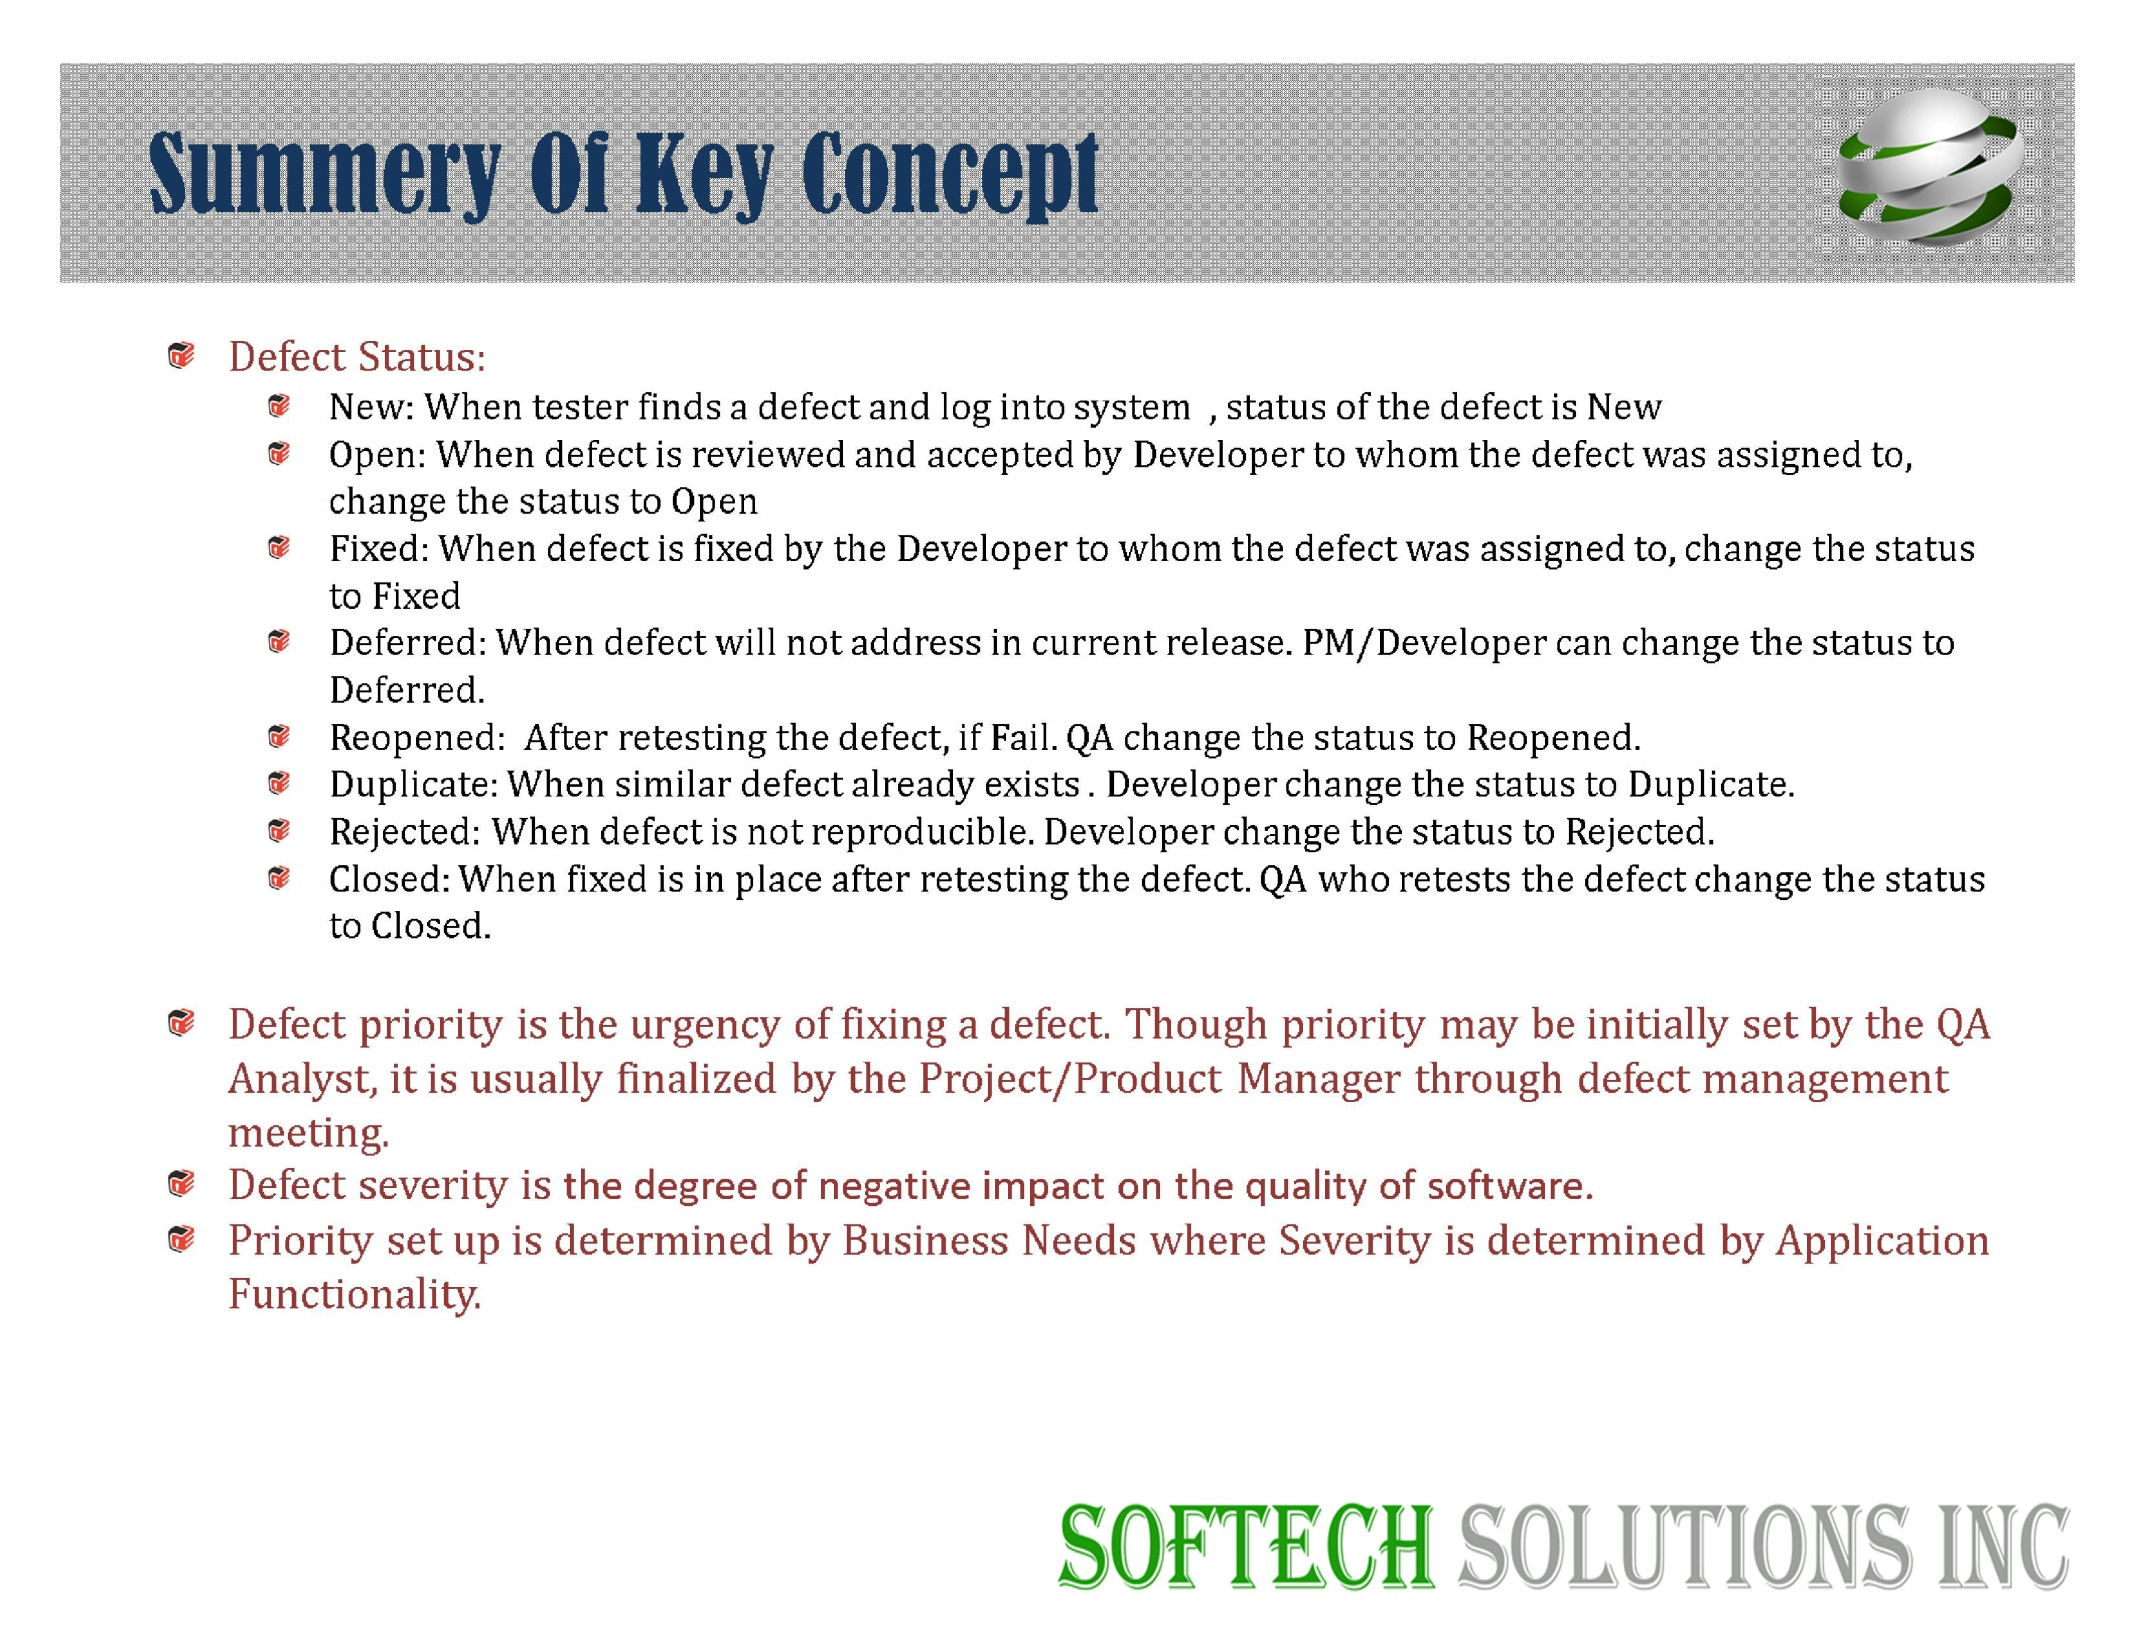 Summery Of Key Concept
Defect Status:
New: When tester finds a defect and log into system , status of the defect is New
Open: When defect is reviewed and accepted by Developer to whom the defect was assigned to,
change the status to Open
Fixed: When defect is fixed by the Developer to whom the defect was assigned to, change the status
to Fixed
Deferred: When defect will not address in current release. PM/Developer can change the status to
Deferred.
Reopened: After retesting the defect, if Fail. QA change the status to Reopened.
Duplicate: When similar defect already exists . Developer change the status to Duplicate.
Rejected: When defect is not reproducible. Developer change the status to Rejected.
Closed: When fixed is in place after retesting the defect. QA who retests the defect change the status
to Closed.
Defect priority is the urgency of fixing a defect. Though priority may be initially set by the QA
Analyst, it is usually finalized by the Project/Product Manager through defect management
meeting.
Defect severity is the degree of negative impact on the quality of software.
Priority set up is determined by Business Needs where Severity is determined by Application
Functionality.
SOFTECH SOLUTIONS INC